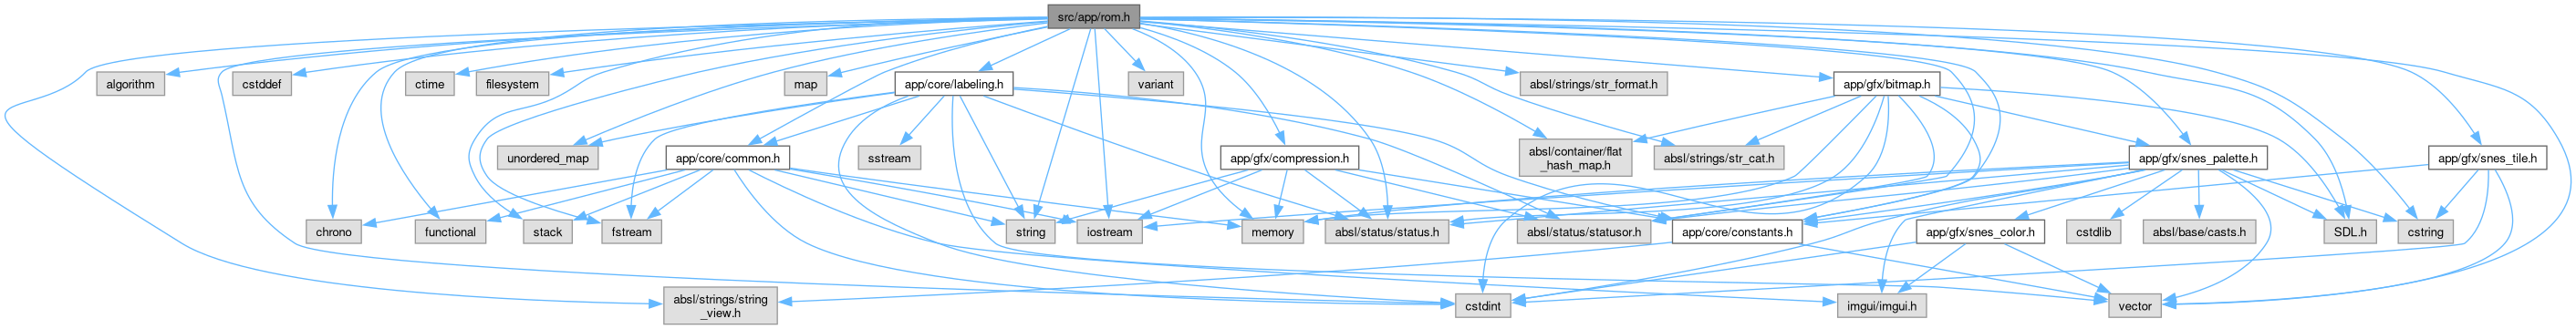 src/app/rom.h
algorithm
cstddef
ctime
filesystem
map
app/core/labeling.h
variant
absl/strings/str_format.h
app/gfx/bitmap.h
unordered_map
app/core/common.h
sstream
app/gfx/compression.h
absl/container/flat
_hash_map.h
absl/strings/str_cat.h
app/gfx/snes_palette.h
app/gfx/snes_tile.h
chrono
functional
stack
fstream
string
iostream
memory
absl/status/status.h
absl/status/statusor.h
app/core/constants.h
app/gfx/snes_color.h
cstdlib
absl/base/casts.h
SDL.h
cstring
absl/strings/string
_view.h
cstdint
imgui/imgui.h
vector